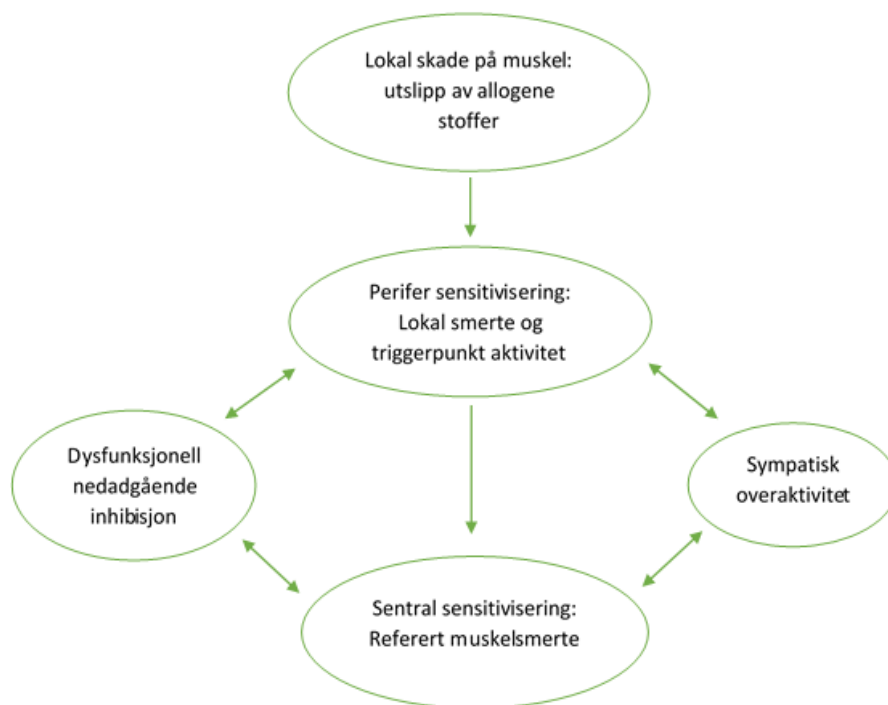 Lokal skade på muskel:
utslipp av allogene
stoffer
Perifer sensitivisering:
Lokal smerte og
triggerpunkt aktivitet
Dysfunksjonell
nedadgående
inhibisjon
Sympatisk
overaktivitet
Sentral sensitivisering:
Referert muskelsmerte